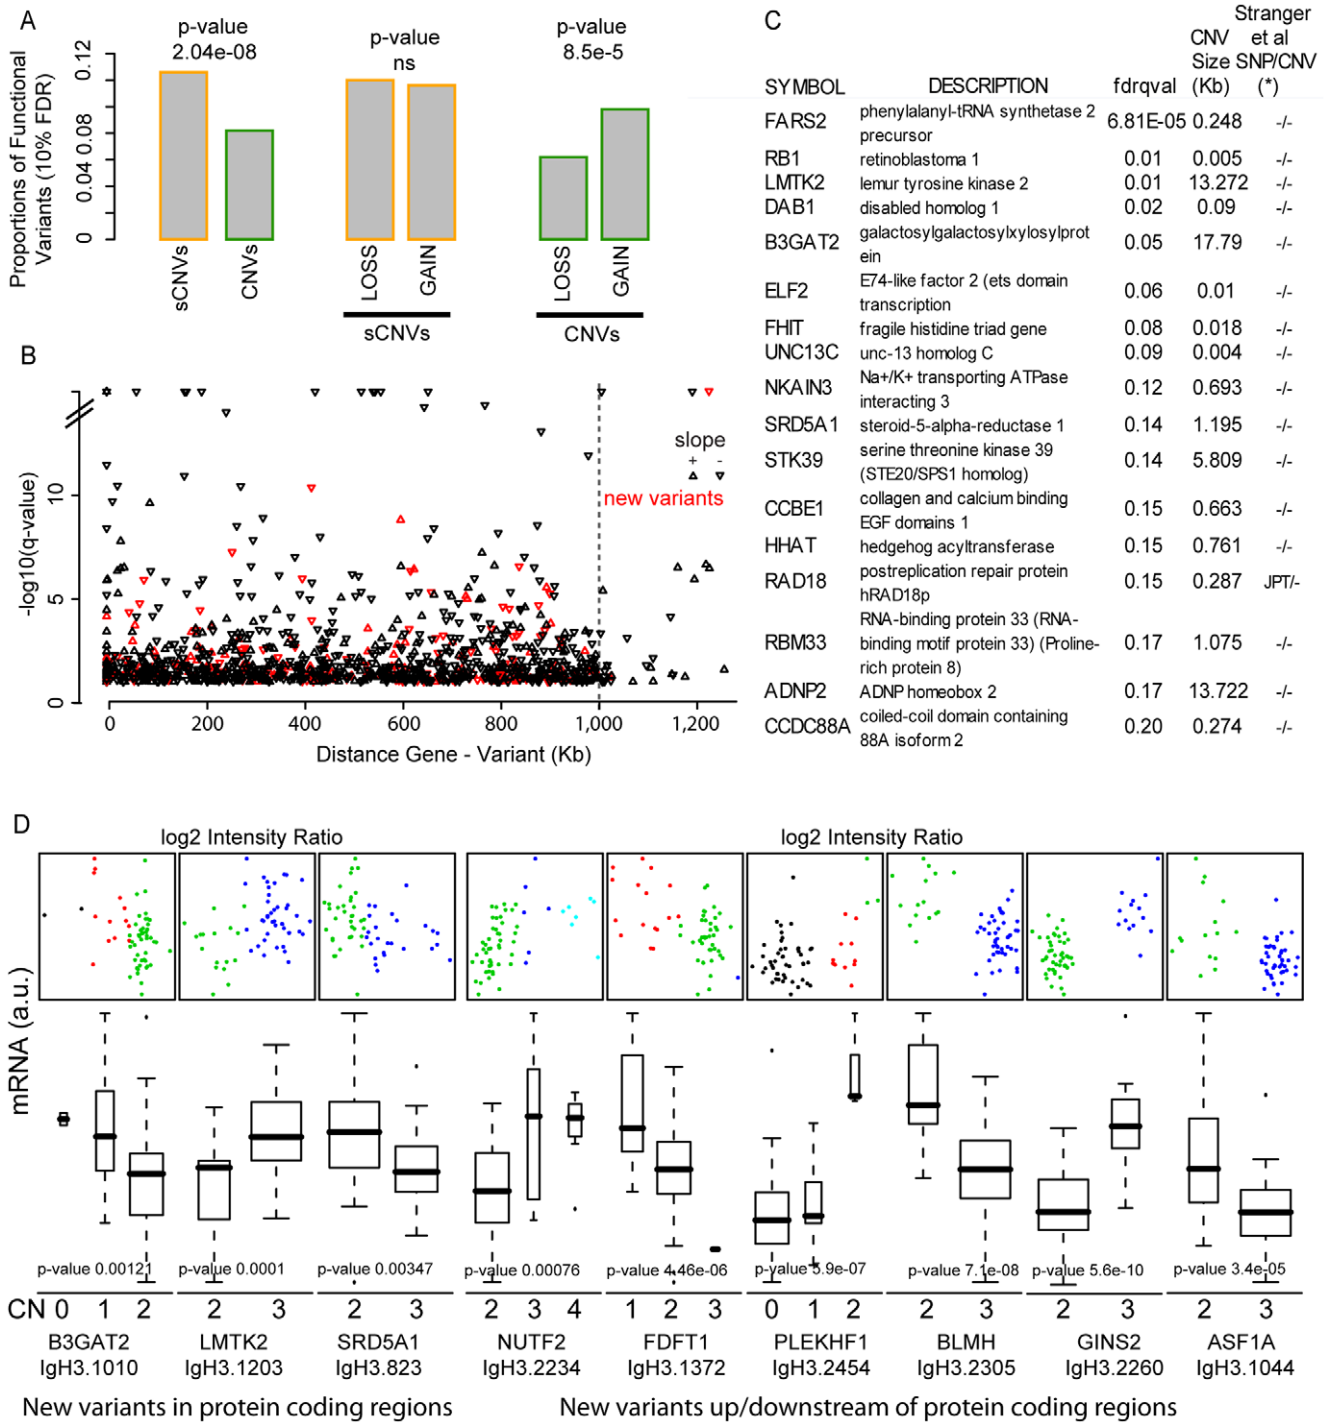 A
p-value
2.04e-08
p-value
ns
p-value
8.5e-5
Proportions of Functional
Variants (10% FDR)
0.12
0.08
0.04
0
sCNVs
CNVs
LOSS
GAIN
LOSS
GAIN
sCNVs
CNVs
B
-log10(q-value)
10
5
0
slope
+ -
new variants
0 200 400 600 800 1,000 1,200
Distance Gene - Variant (Kb)
C
Stranger
CNV et al
Size SNP/CNV
SYMBOL DESCRIPTION fdrqval (Kb) (*)
FARS2 phenylalanyl-tRNA synthetase 2 6.81E-05 0.248 -/-
precursor
RB1 retinoblastoma 1 0.01 0.005 -/-
LMTK2 lemur tyrosine kinase 2 0.01 13.272 -/-
DAB1 disabled homolog 1 0.02 0.09 -/-
B3GAT2 galactosylgalactosylxylosylprot 0.05 17.79 -/-
ein
ELF2 E74-like factor 2 (ets domain 0.06 0.01 -/-
transcription
FHIT fragile histidine triad gene 0.08 0.018 -/-
UNC13C unc-13 homolog C 0.09 0.004 -/-
NKAIN3 Na+/K+ transporting ATPase 0.12 0.693 -/-
interacting 3
SRD5A1 steroid-5-alpha-reductase 1 0.14 1.195 -/-
STK39 serine threonine kinase 39 0.14 5.809 -/-
(STE20/SPS1 homolog)
CCBE1 collagen and calcium binding 0.15 0.663 -/-
EGF domains 1
HHAT hedgehog acyltransferase 0.15 0.761 -/-
RAD18 postreplication repair protein 0.15 0.287 JPT/-
hRAD18p
RNA-binding protein 33 (RNA-
RBM33 binding motif protein 33) (Proline- 0.17 1.075 -/-
rich protein 8)
ADNP2 ADNP homeobox 2 0.17 13.722 -/-
CCDC88A coiled-coil domain containing 0.20 0.274 -/-
88A isoform 2
D
log2 Intensity Ratio log2 Intensity Ratio
mRNA (a.u.)
p-value 0.00121 p-value 0.0001 p-value 0.00347 p-value 0.00076 p-value 4.46e-06 p-value 5.9e-07 p-value 7.1e-08 p-value 5.6e-10 p-value 3.4e-05
CN 0 1 2 2 3 2 3 2 3 4 1 2 3 0 1 2 2 3 2 3 2 3
B3GAT2 LMTK2 SRD5A1 NUTF2 FDFT1 PLEKHF1 BLMH GINS2 ASF1A
IgH3.1010 IgH3.1203 IgH3.823 IgH3.2234 IgH3.1372 IgH3.2454 IgH3.2305 IgH3.2260 IgH3.1044
New variants in protein coding regions New variants up/downstream of protein coding regions